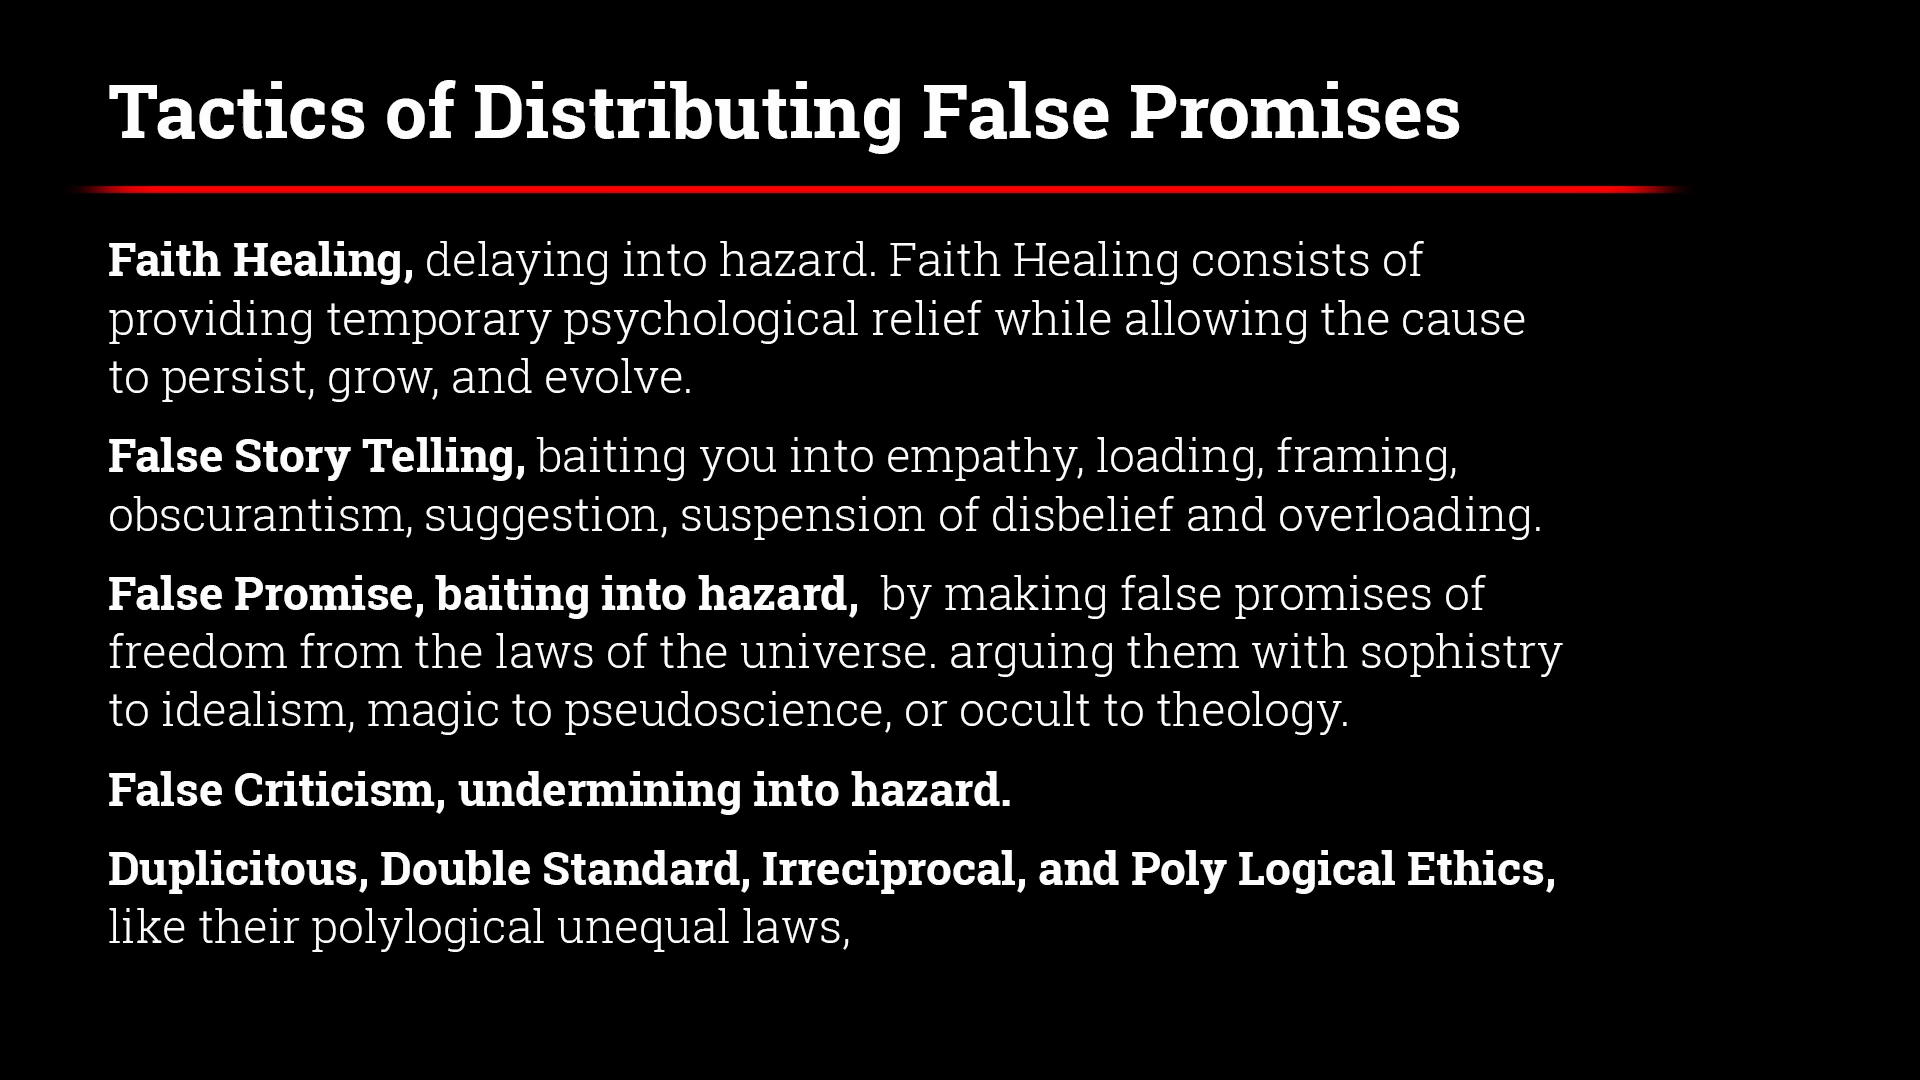 Tactics of Distributing False Promises
Faith Healing, delaying into hazard. Faith Healing consists of
providing temporary psychological relief while allowing the cause
to persist, grow, and evolve.
False Story Telling, baiting you into empathy, loading, framing,
obscurantism, suggestion, suspension of disbelief and overloading.
False Promise, baiting into hazard,  by making false promises of
freedom from the laws of the universe. arguing them with sophistry
to idealism, magic to pseudoscience, or occult to theology.
False Criticism, undermining into hazard.
Duplicitous, Double Standard, Irreciprocal, and Poly Logical Ethics,
like their polylogical unequal laws,